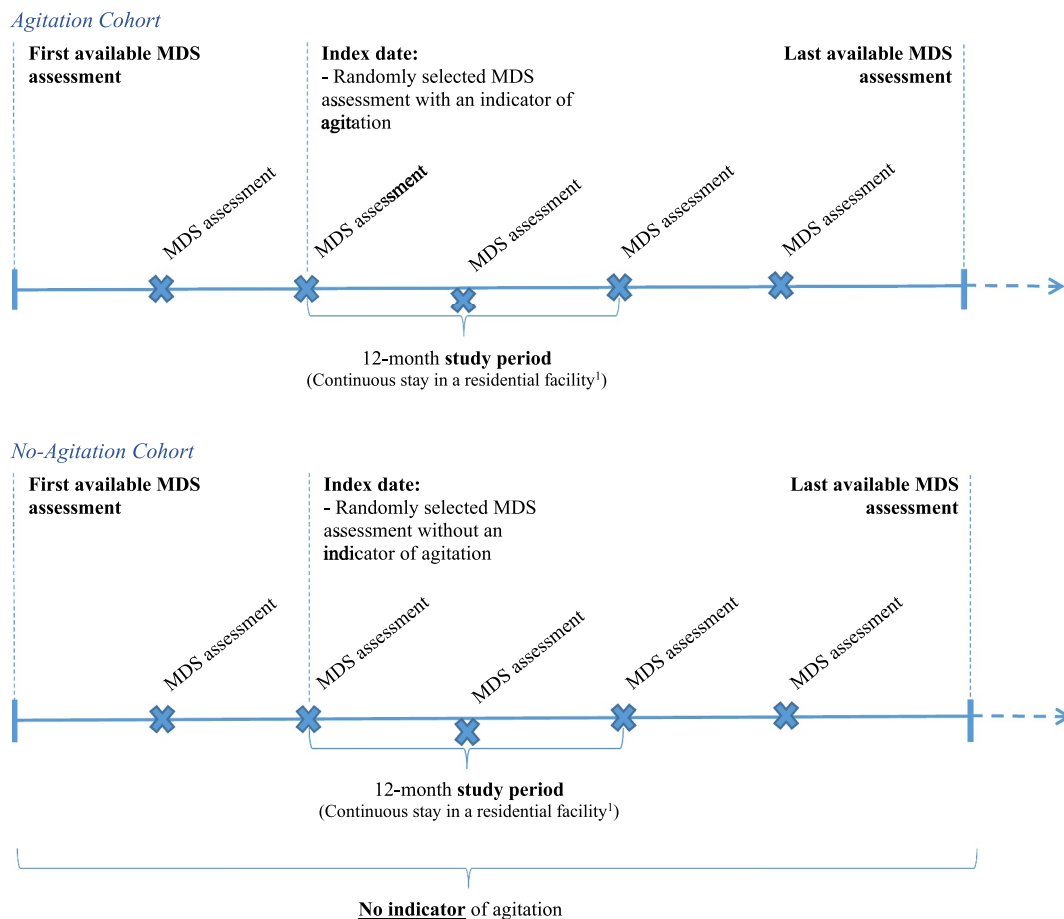 Agitation Cohort
First available MDS
assessment
Index date:
- Randomly selected MDS
assessment with an indicator of
agitation
Last available MDS
assessment
MDS assessment
MDS assessment
MDS assessment
MDS assessment
MDS assessment
12-month study period
(Continuous stay in a residential facility¹)
No-Agitation Cohort
First available MDS
assessment
Index date:
- Randomly selected MDS
assessment without an
indicator of agitation
Last available MDS
assessment
MDS assessment
MDS assessment
MDS assessment
MDS assessment
MDS assessment
12-month study period
(Continuous stay in a residential facility¹)
No indicator of agitation